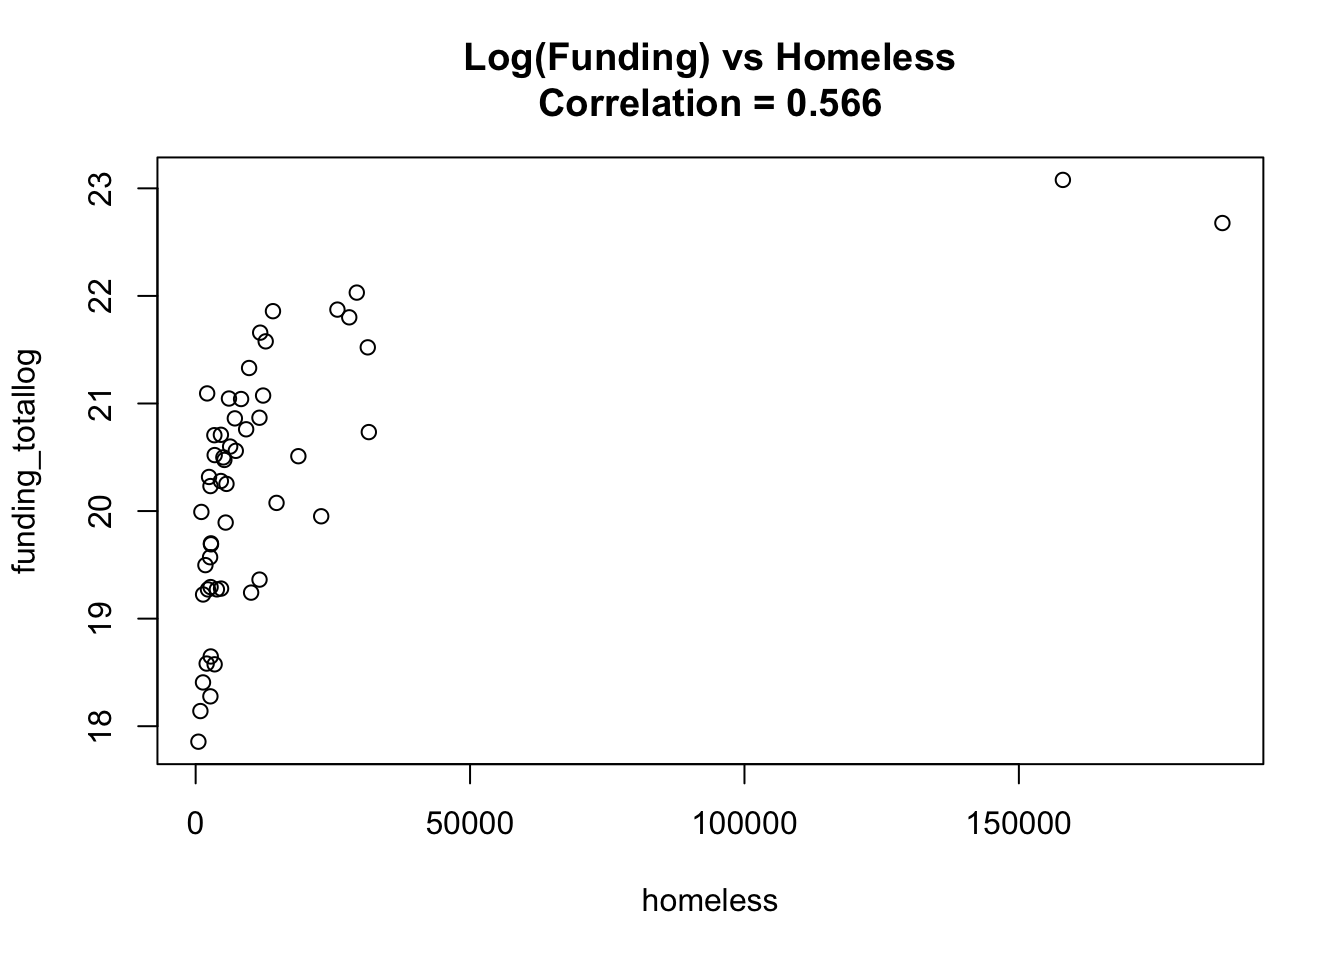 Log(Funding) vs Homeless
Correlation = 0.566
funding_totallog
23
22
21
20
19
18
0 50000 100000 150000
homeless